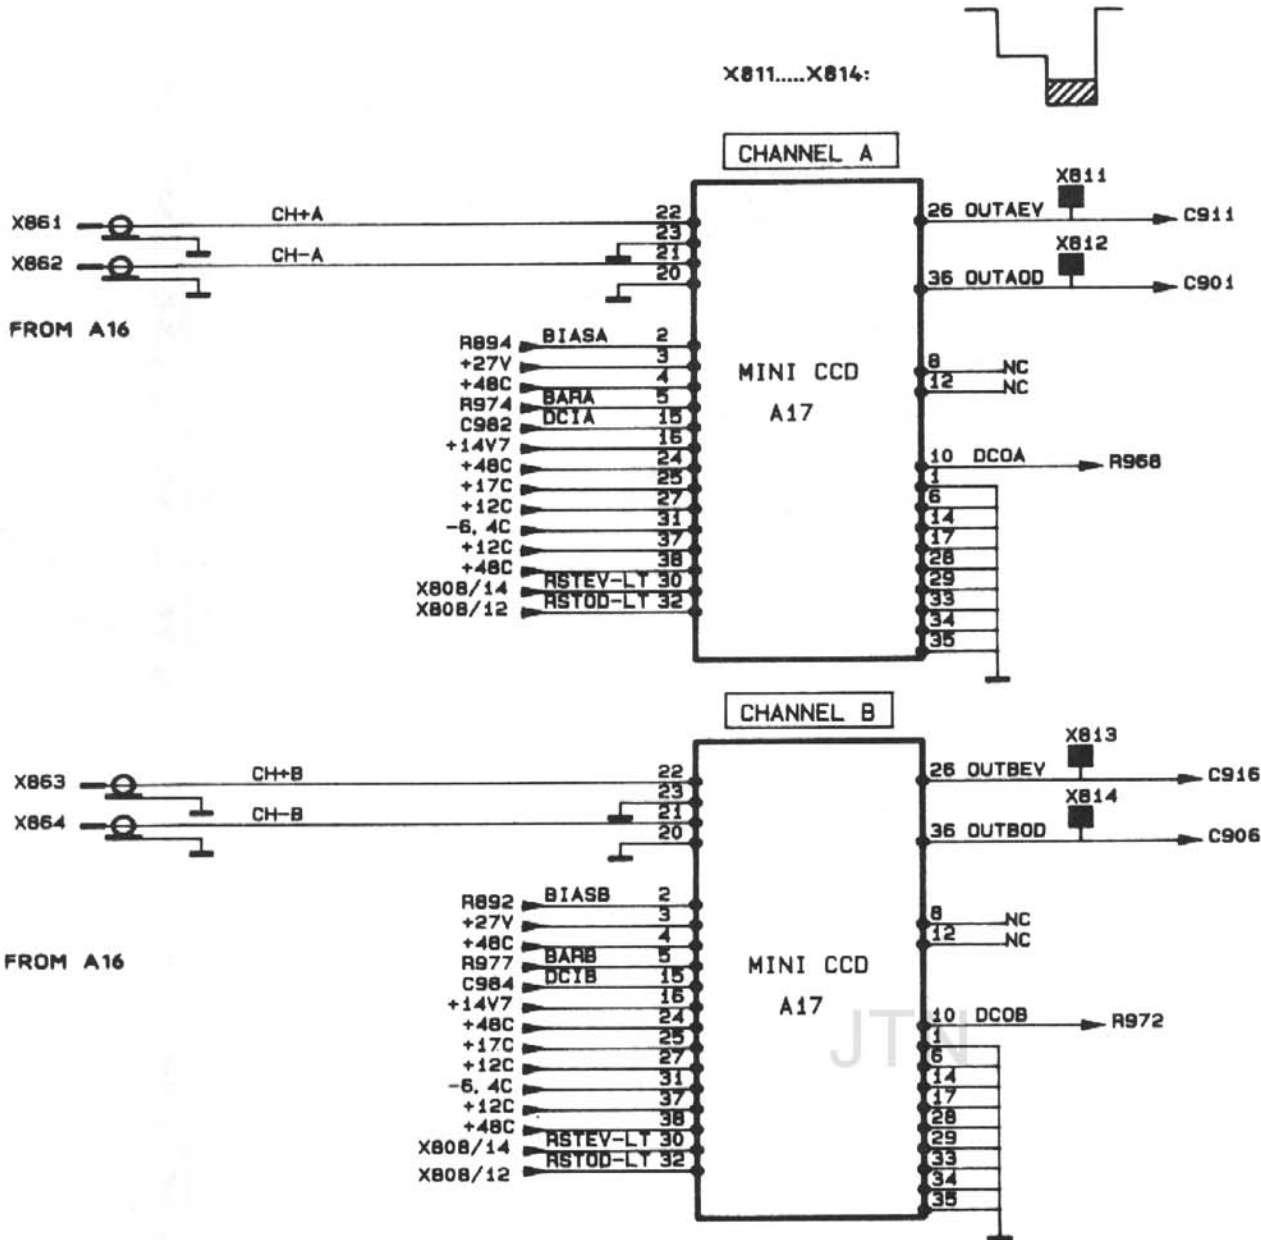 X811.....X814:
CHANNEL A
X861 CH+A 22
23
X862 CH-A 21
20
FROM A16
R894 BIASA 2
+27V 3
+48C 4
R974 BARA 5
C982 DCIA 15
+14V7 16
+48C 24
+17C 25
+12C 27
-6,4C 31
+12C 37
+48C 38
X808/14 RSTEV-LT 30
X808/12 RSTOD-LT 32
MINI CCD
A17
X811
26 OUTAEV C911
X812
36 OUTAOD C901
8 NC
12 NC
10 DCOA R968
1
6
14
17
28
29
33
34
35
CHANNEL B
X863 CH+B 22
23
X864 CH-B 21
20
FROM A16
R892 BIASB 2
+27V 3
+48C 4
R977 BARB 5
C984 DCIB 15
+14V7 16
+48C 24
+17C 25
+12C 27
-6,4C 31
+12C 37
+48C 38
X808/14 RSTEV-LT 30
X808/12 RSTOD-LT 32
MINI CCD
A17
JTN
X813
26 OUTBEV C916
X814
36 OUTBOD C906
8 NC
12 NC
10 DCOB R972
1
6
14
17
28
29
33
34
35